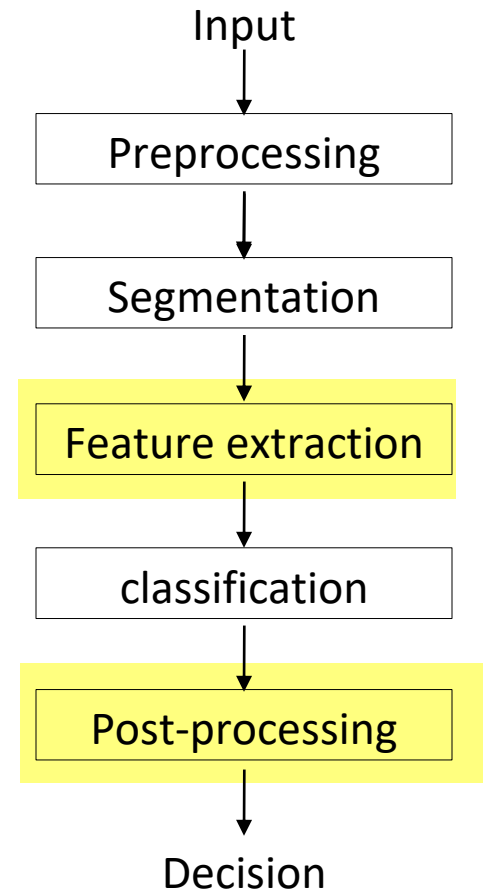 Input
Preprocessing
Segmentation
Feature extraction
classification
Post-processing
Decision